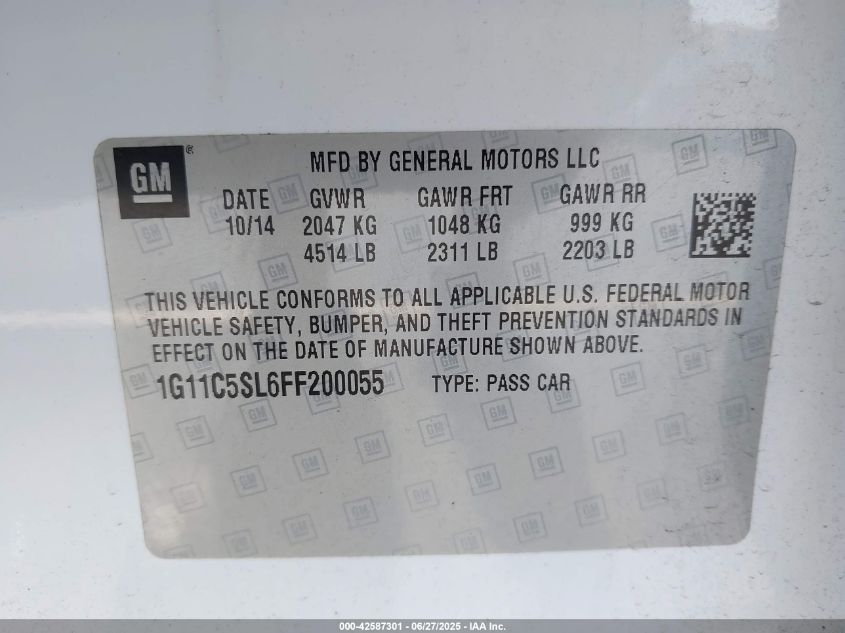 GM®
MFD BY GENERAL MOTORS LLC
DATE GVWR GAWR FRT GAWR RR
10/14 2047 KG 1048 KG 999 KG
4514 LB 2311 LB 2203 LB
THIS VEHICLE CONFORMS TO ALL APPLICABLE U.S. FEDERAL MOTOR
VEHICLE SAFETY, BUMPER, AND THEFT PREVENTION STANDARDS IN
EFFECT ON THE DATE OF MANUFACTURE SHOWN ABOVE.
1G11C5SL6FF200055 TYPE: PASS CAR
000-42587301 - 06/27/2025 - IAA Inc.